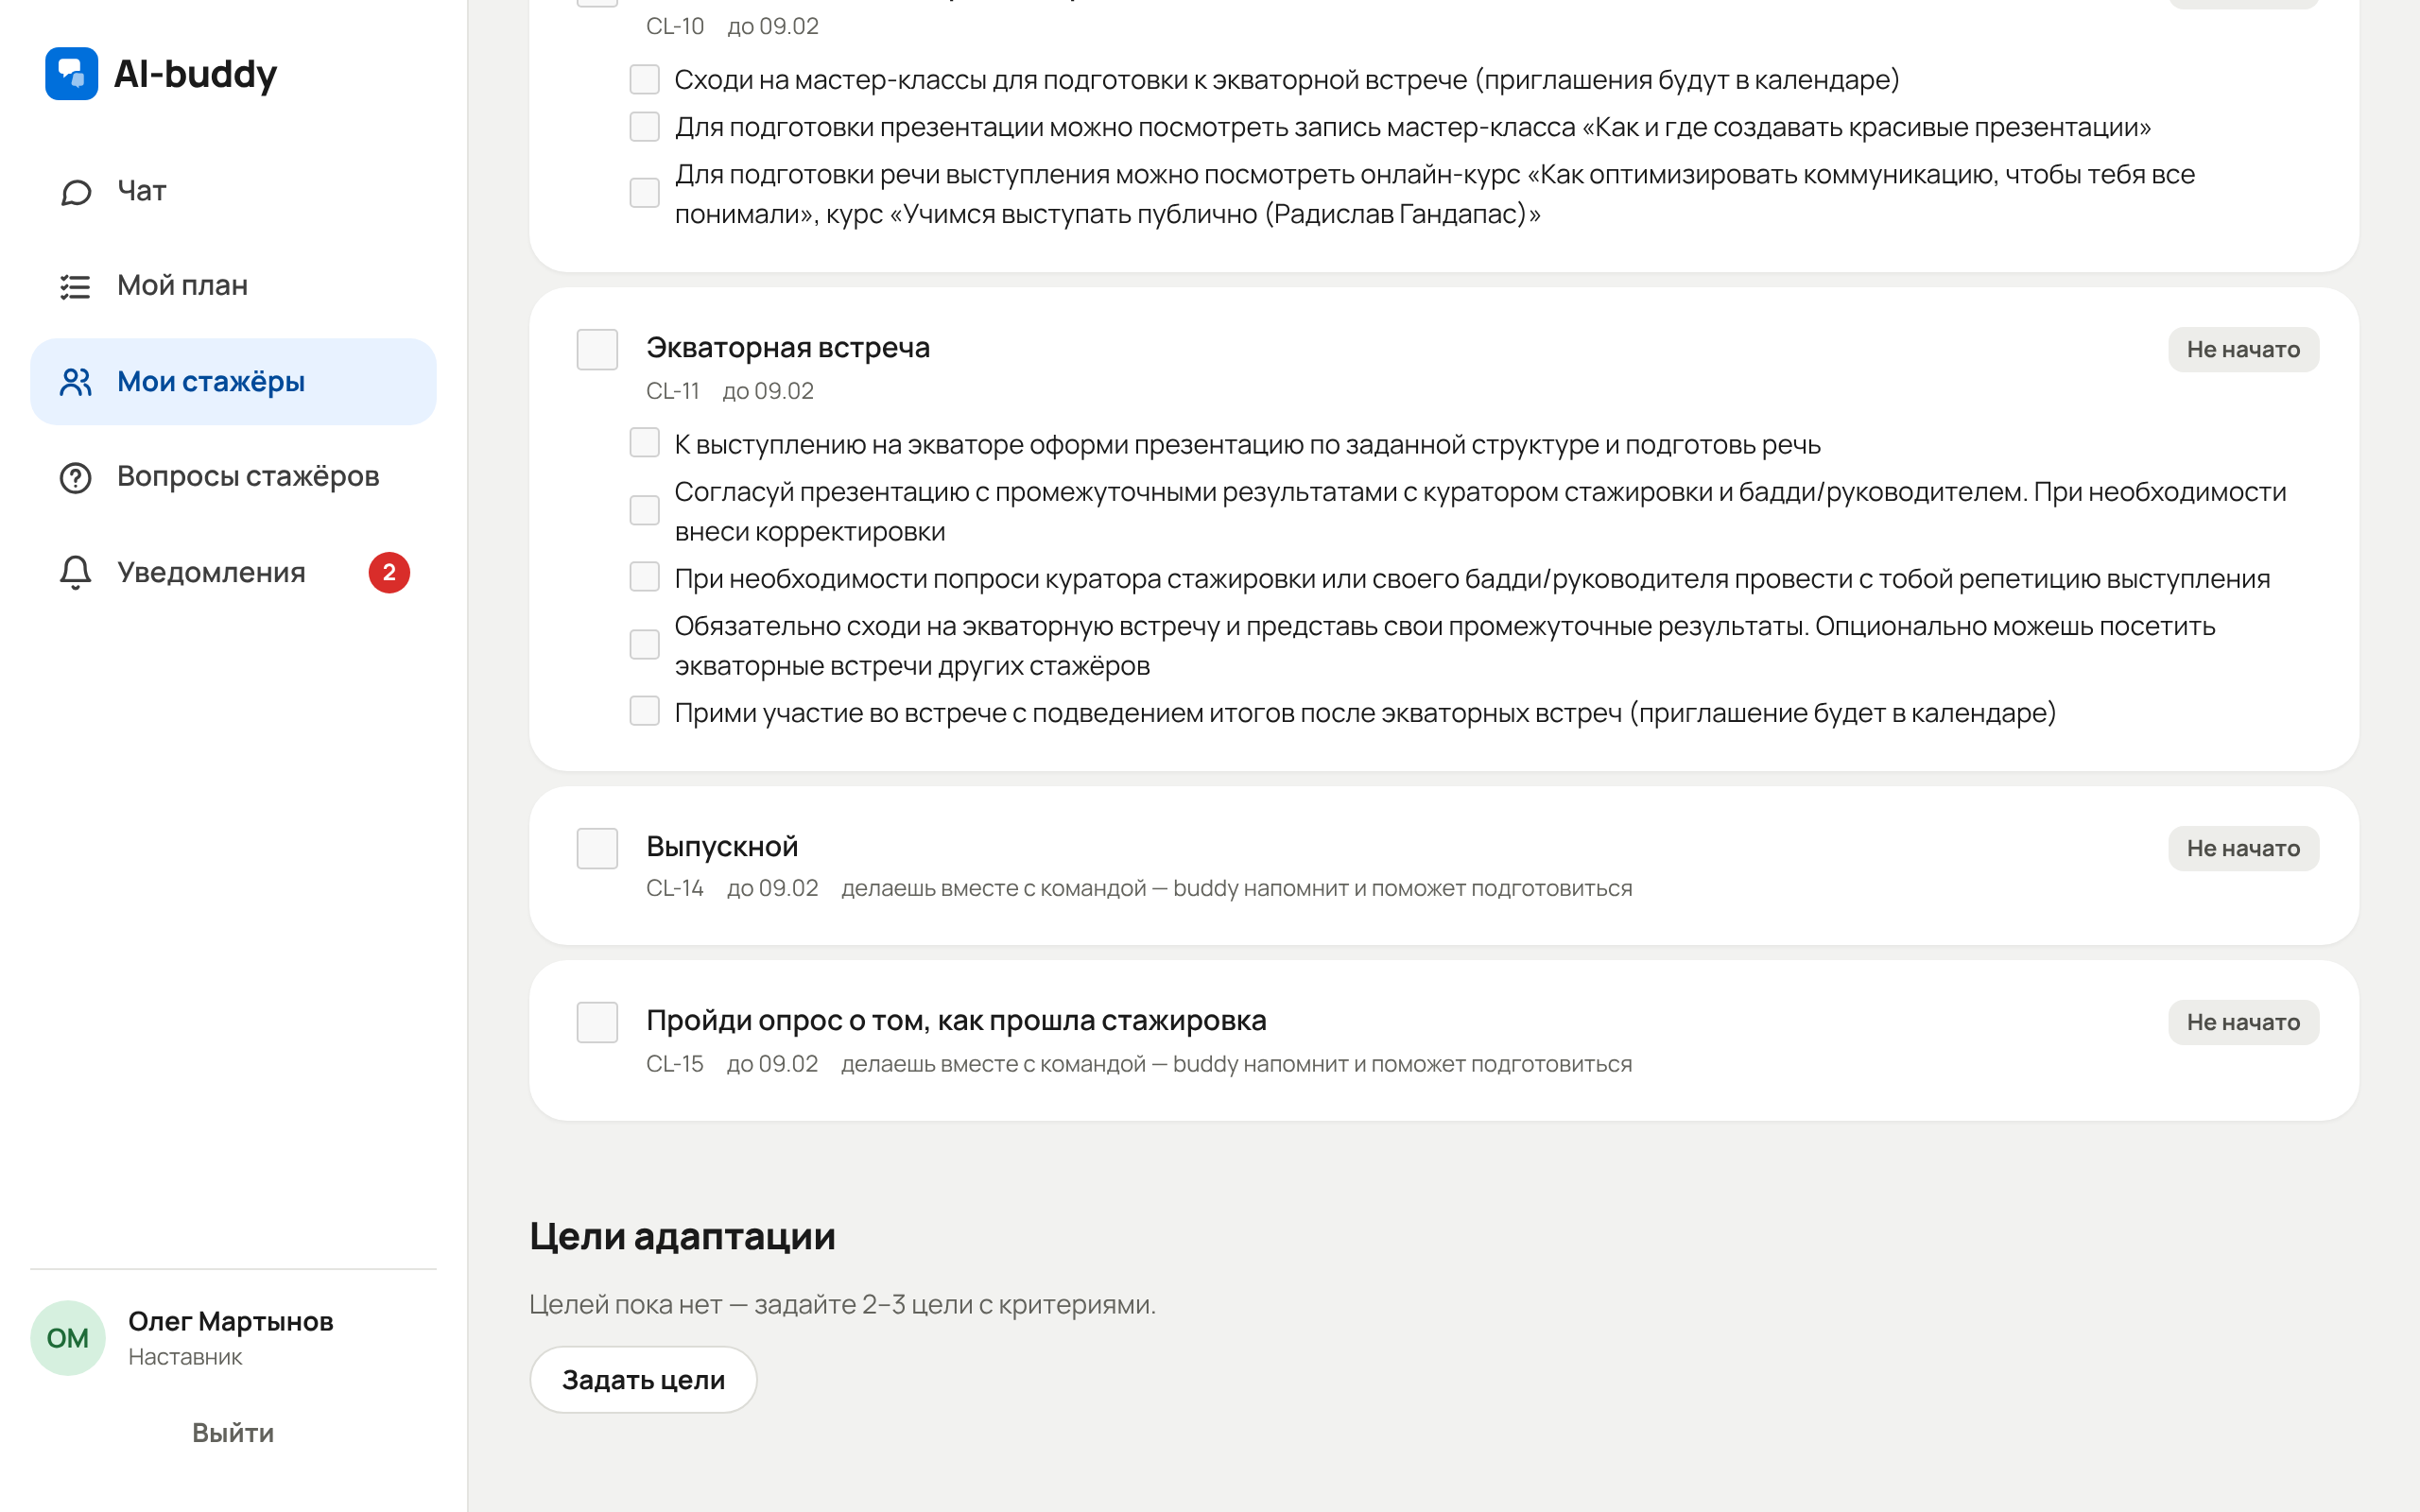 AI-buddy
Чат
Мой план
Мои стажёры
Вопросы стажёров
Уведомления
2
Олег Мартынов
ОМ
Наставник
Выйти
CL-10 до 09.02
Сходи на мастер-классы для подготовки к экваторной встрече (приглашения будут в календаре)
Для подготовки презентации можно посмотреть запись мастер-класса «Как и где создавать красивые презентации»
Для подготовки речи выступления можно посмотреть онлайн-курс «Как оптимизировать коммуникацию, чтобы тебя все
понимали», курс «Учимся выступать публично (Радислав Гандапас)»
Экваторная встреча
Не начато
CL-11 до 09.02
К выступлению на экваторе оформи презентацию по заданной структуре и подготовь речь
Согласуй презентацию с промежуточными результатами с куратором стажировки и бадди/руководителем. При необходимости
внеси корректировки
При необходимости попроси куратора стажировки или своего бадди/руководителя провести с тобой репетицию выступления
Обязательно сходи на экваторную встречу и представь свои промежуточные результаты. Опционально можешь посетить
экваторные встречи других стажёров
Прими участие во встрече с подведением итогов после экваторных встреч (приглашение будет в календаре)
Выпускной
Не начато
CL-14 до 09.02 делаешь вместе с командой — buddy напомнит и поможет подготовиться
Пройди опрос о том, как прошла стажировка
Не начато
CL-15 до 09.02 делаешь вместе с командой — buddy напомнит и поможет подготовиться
Цели адаптации
Целей пока нет — задайте 2–3 цели с критериями.
Задать цели